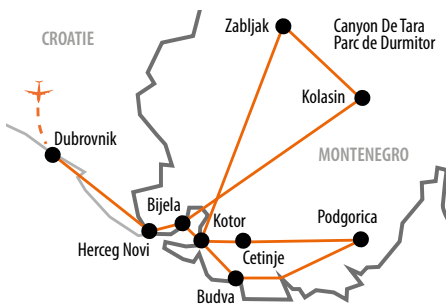 Zabljak
Canyon De Tara
Parc de Durmitor
CROATIE
Kolasin
Dubrovnik
MONTENEGRO
Bijela
Kotor
Podgorica
Herceg Novi
Cetinje
Budva